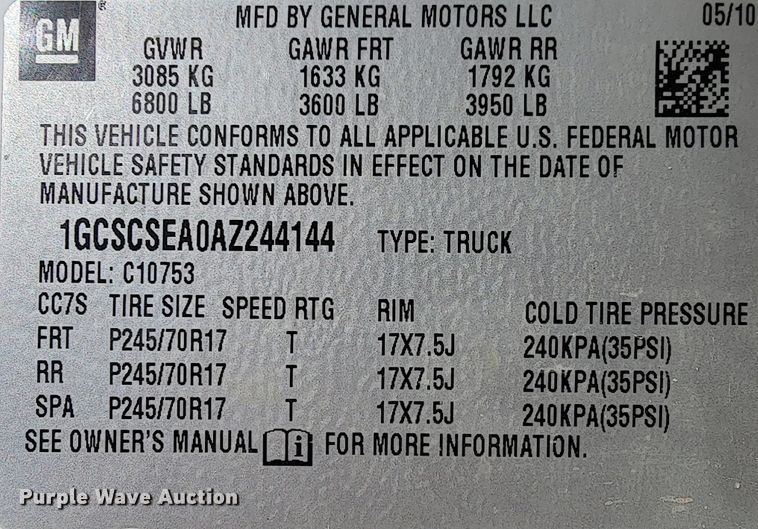 GM ®
MFD BY GENERAL MOTORS LLC 05/10
GVWR GAWR FRT GAWR RR
3085 KG 1633 KG 1792 KG
6800 LB 3600 LB 3950 LB
THIS VEHICLE CONFORMS TO ALL APPLICABLE U.S. FEDERAL MOTOR
VEHICLE SAFETY STANDARDS IN EFFECT ON THE DATE OF
MANUFACTURE SHOWN ABOVE.
1GCSCSEA0AZ244144 TYPE: TRUCK
MODEL: C10753
CC7S TIRE SIZE SPEED RTG RIM COLD TIRE PRESSURE
FRT P245/70R17 T 17X7.5J 240KPA(35PSI)
RR P245/70R17 T 17X7.5J 240KPA(35PSI)
SPA P245/70R17 T 17X7.5J 240KPA(35PSI)
SEE OWNER'S MANUAL i FOR MORE INFORMATION.
Purple Wave Auction